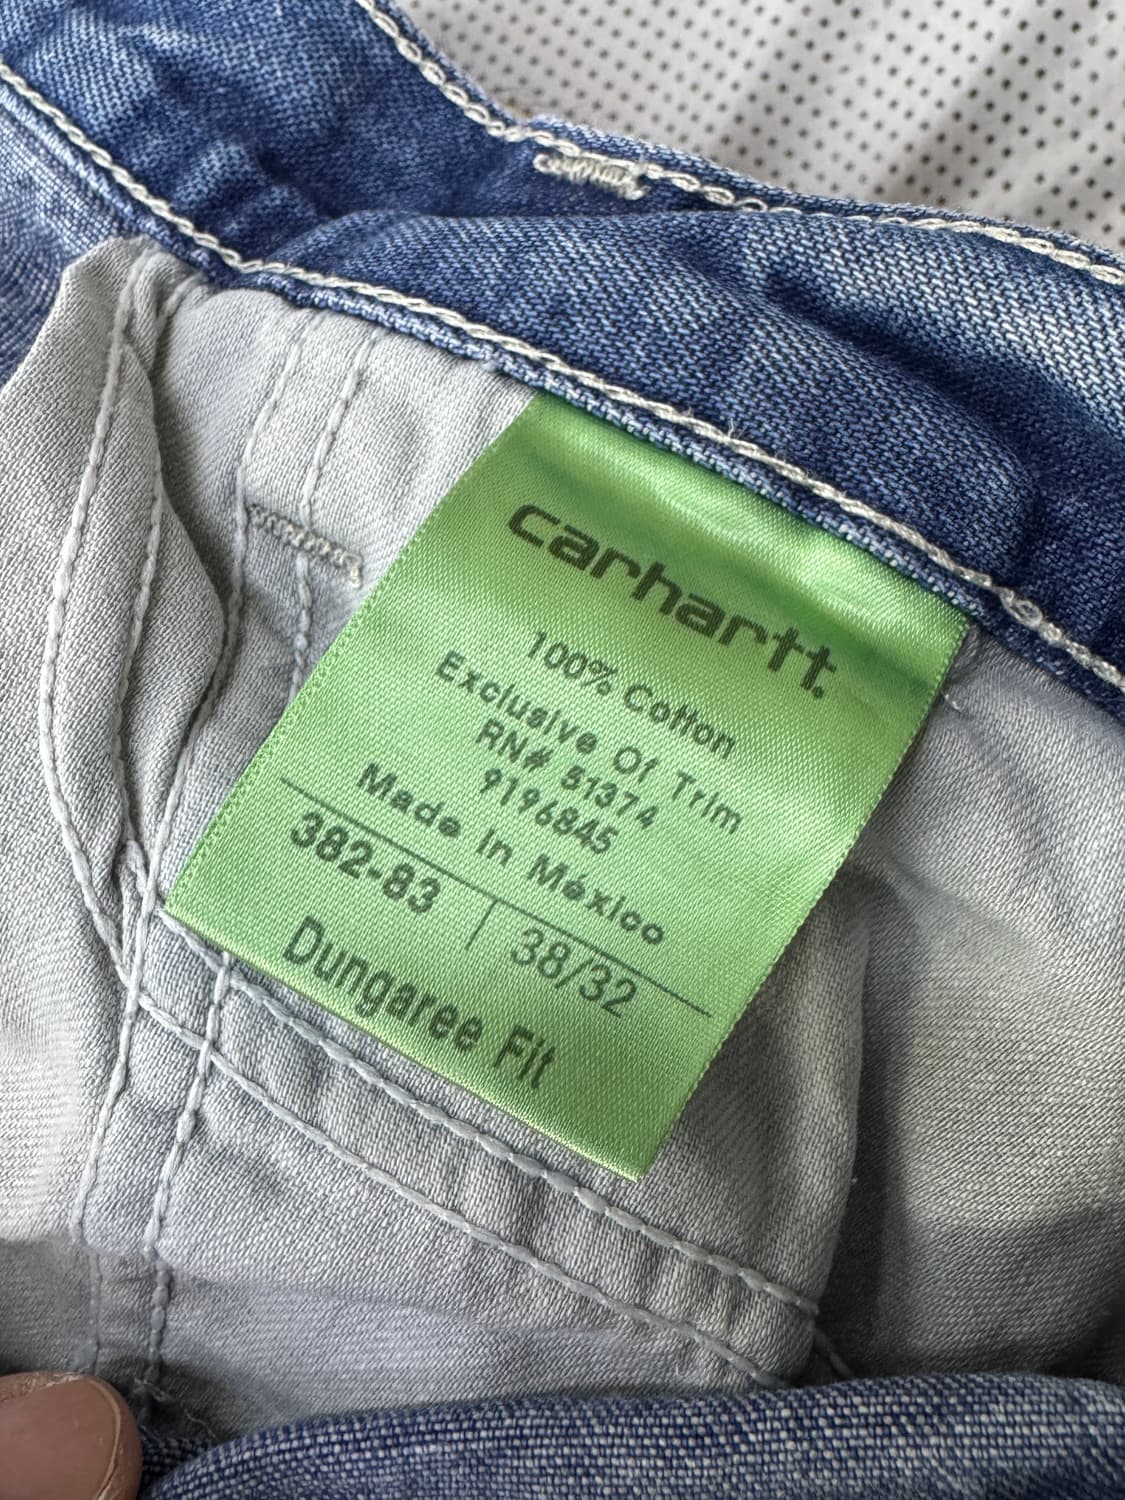 carhartt.
100% Cotton
Exclusive Of Trim
RN# 51374
9196845
Made In México
382-83 38/32
Dungaree Fit